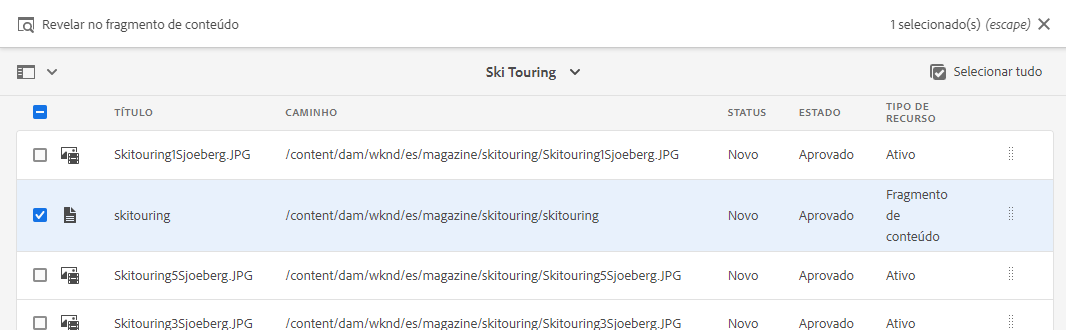 Revelar no fragmento de conteúdo 1 selecionado(s) (escape)
Ski Touring Selecionar tudo
TÍTULO CAMINHO STATUS ESTADO TIPO DE RECURSO
Skitouring1Sjoeberg.JPG /content/dam/wknd/es/magazine/skitouring/Skitouring1Sjoeberg.JPG Novo Aprovado Ativo
skitouring /content/dam/wknd/es/magazine/skitouring/skitouring Novo Aprovado Fragmento de conteúdo
Skitouring5Sjoeberg.JPG /content/dam/wknd/es/magazine/skitouring/Skitouring5Sjoeberg.JPG Novo Aprovado Ativo
Skitouring3Sjoeberg.JPG /content/dam/wknd/es/magazine/skitouring/Skitouring3Sjoeberg.JPG Novo Aprovado Ativo